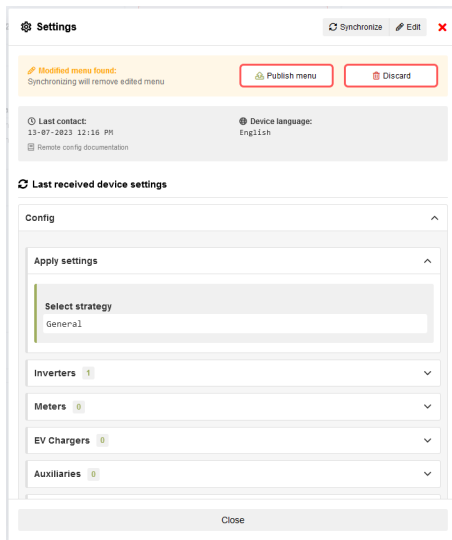 Settings
Synchronize
Edit
Modified menu found:
Synchronizing will remove edited menu
Publish menu
Discard
Last contact:
13-07-2023 12:16 PM
Remote config documentation
Device language:
English
Last received device settings
Config
Apply settings
Select strategy
General
Inverters 1
Meters 0
EV Chargers 0
Auxiliaries 0
Close